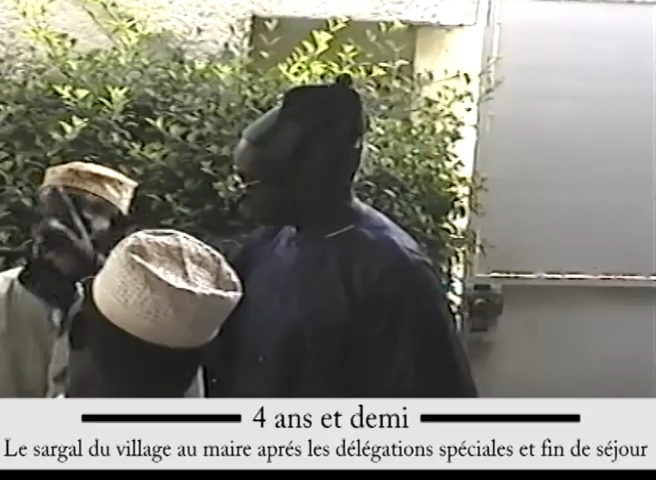 4 ans et demi
Le sargal du village au maire aprés les délégations spéciales et fin de séjour